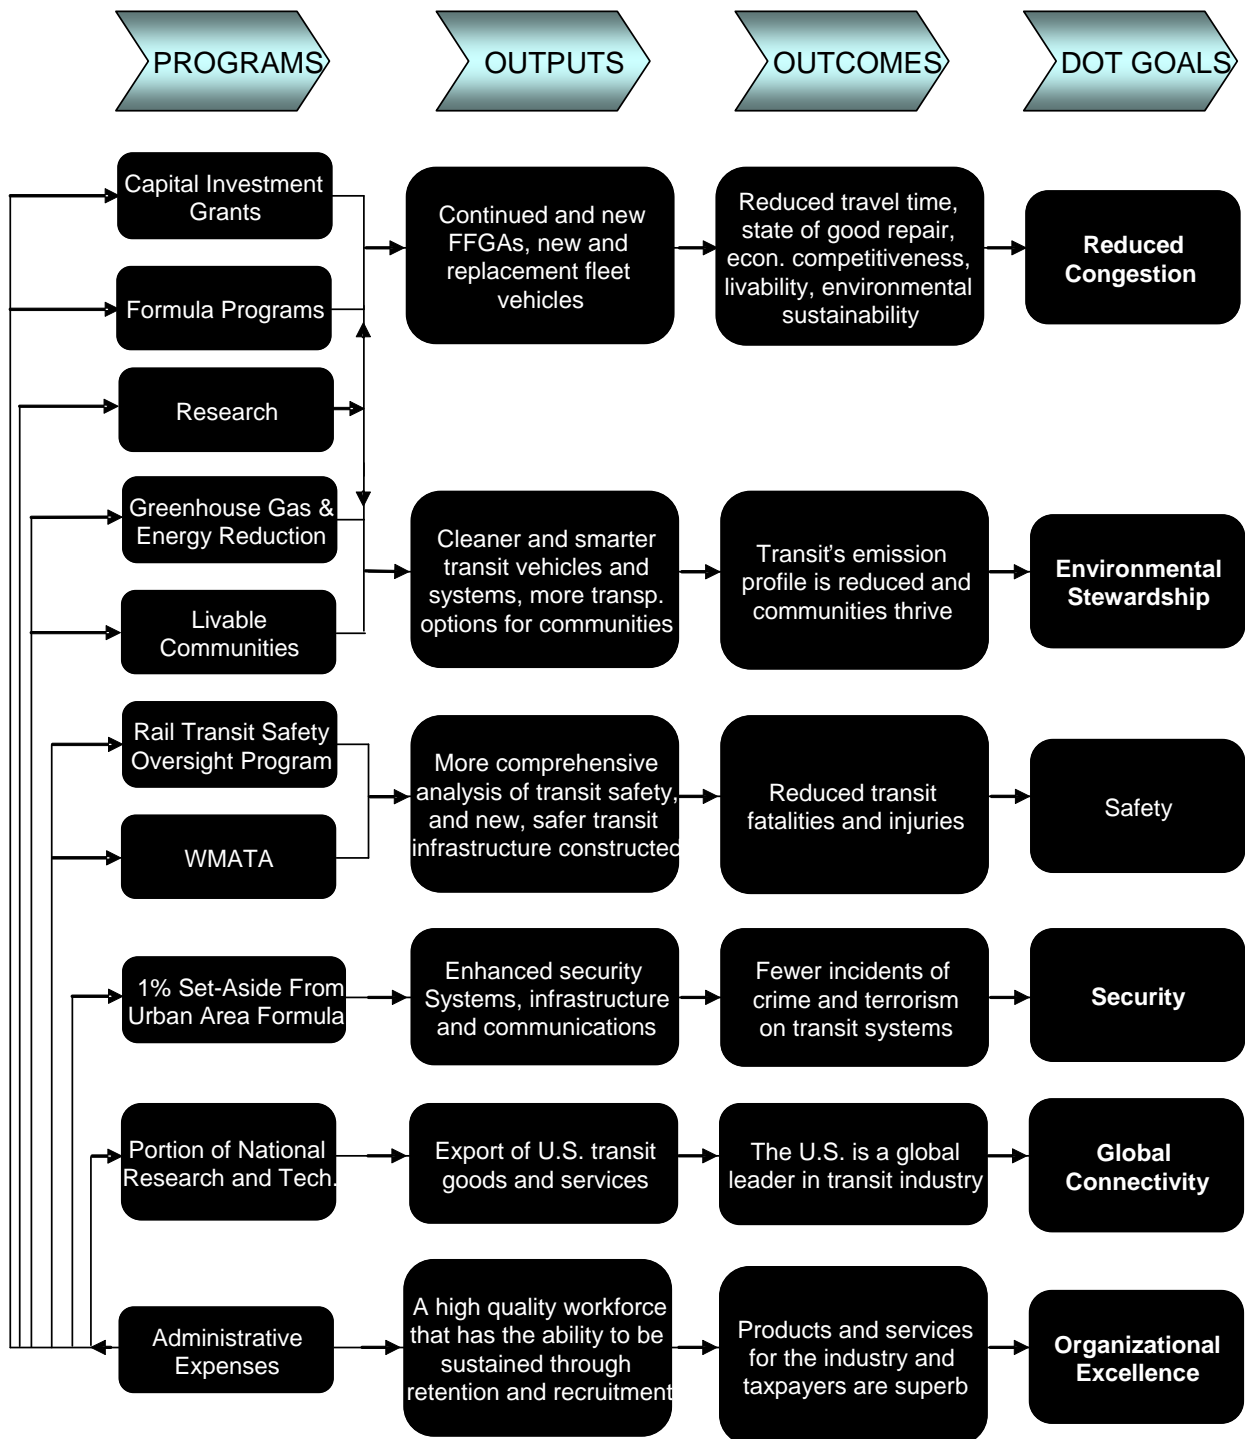 PROGRAMS
OUTPUTS
OUTCOMES
DOT GOALS
Capital Investment
Grants
Continued and new
FFGAs, new and
replacement fleet
vehicles
Reduced travel time,
state of good repair,
econ. competitiveness,
livability, environmental
sustainability
Reduced
Congestion
Formula Programs
Research
Greenhouse Gas &
Energy Reduction
Cleaner and smarter
transit vehicles and
systems, more transp.
options for communities
Transit’s emission
profile is reduced and
communities thrive
Environmental
Stewardship
Livable
Communities
Rail Transit Safety
Oversight Program
More comprehensive
analysis of transit safety,
and new, safer transit
infrastructure constructed
Reduced transit
fatalities and injuries
Safety
WMATA
1% Set-Aside From
Urban Area Formula
Enhanced security
Systems, infrastructure
and communications
Fewer incidents of
crime and terrorism
on transit systems
Security
Portion of National
Research and Tech.
Export of U.S. transit
goods and services
The U.S. is a global
leader in transit industry
Global
Connectivity
Administrative
Expenses
A high quality workforce
that has the ability to be
sustained through
retention and recruitment
Products and services
for the industry and
taxpayers are superb
Organizational
Excellence